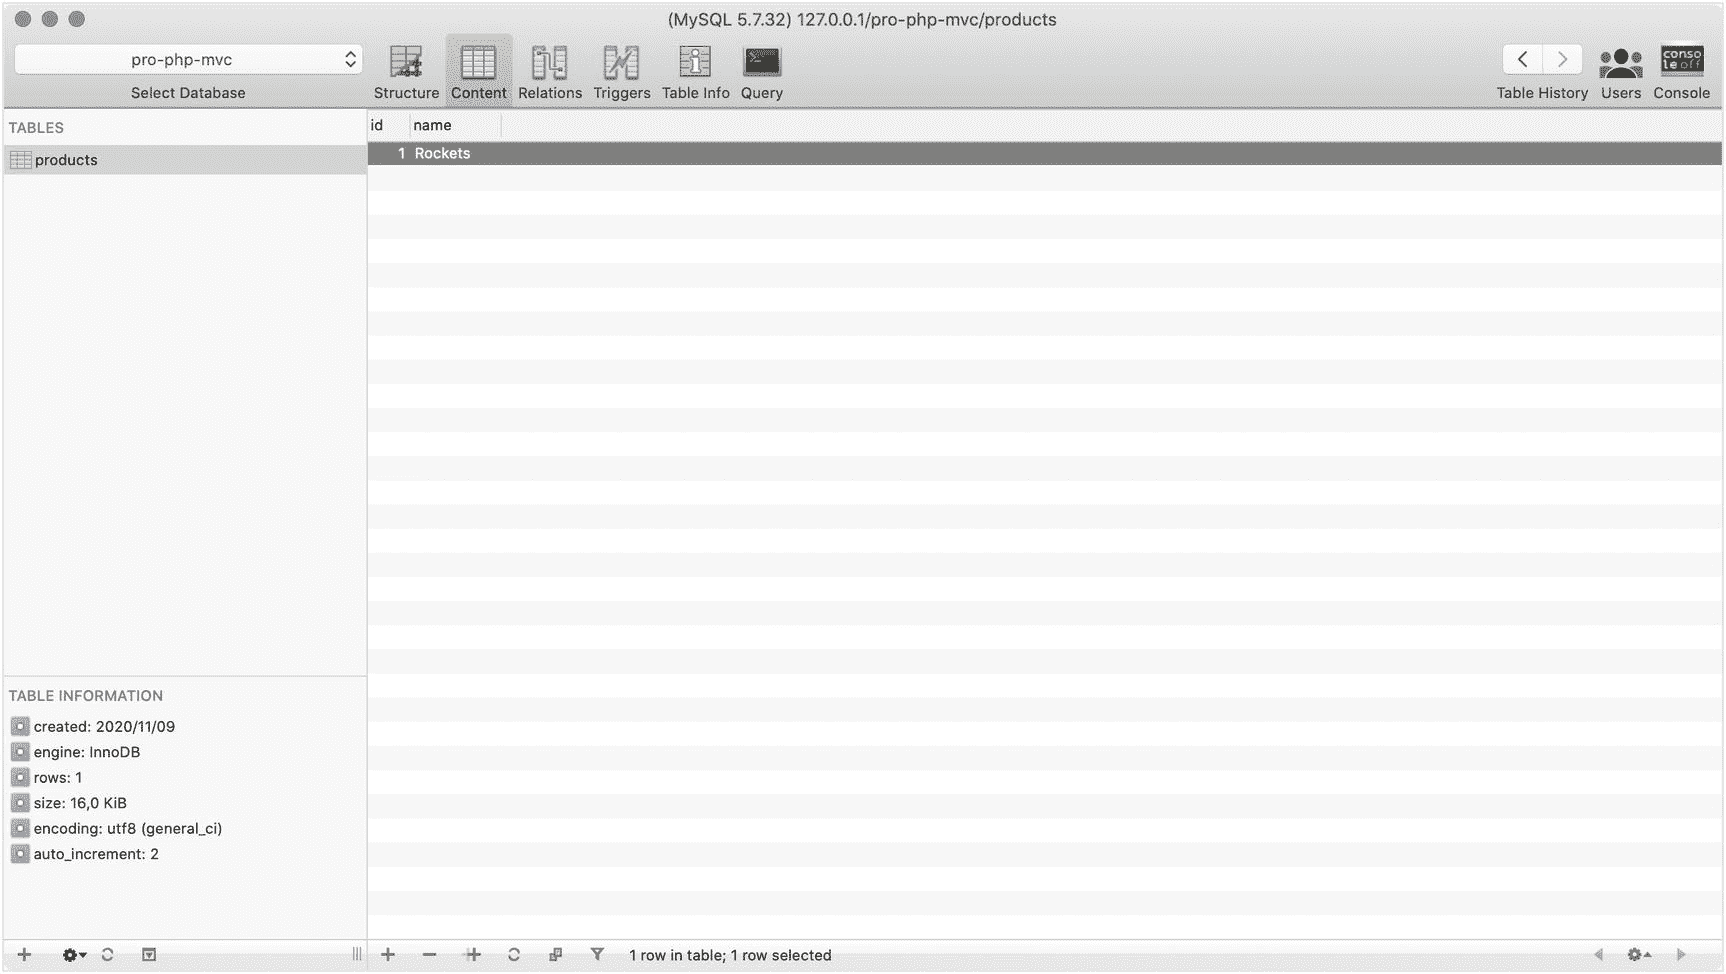 (MySQL 5.7.32) 127.0.0.1/pro-php-mvc/products
pro-php-mvc
Select Database
Structure
Content
Relations
Triggers
Table Info
Query
Table History
Users
conso
le off
Console
TABLES
products
id name
1 Rockets
TABLE INFORMATION
created: 2020/11/09
engine: InnoDB
rows: 1
size: 16,0 KiB
encoding: utf8 (general_ci)
auto_increment: 2
1 row in table; 1 row selected